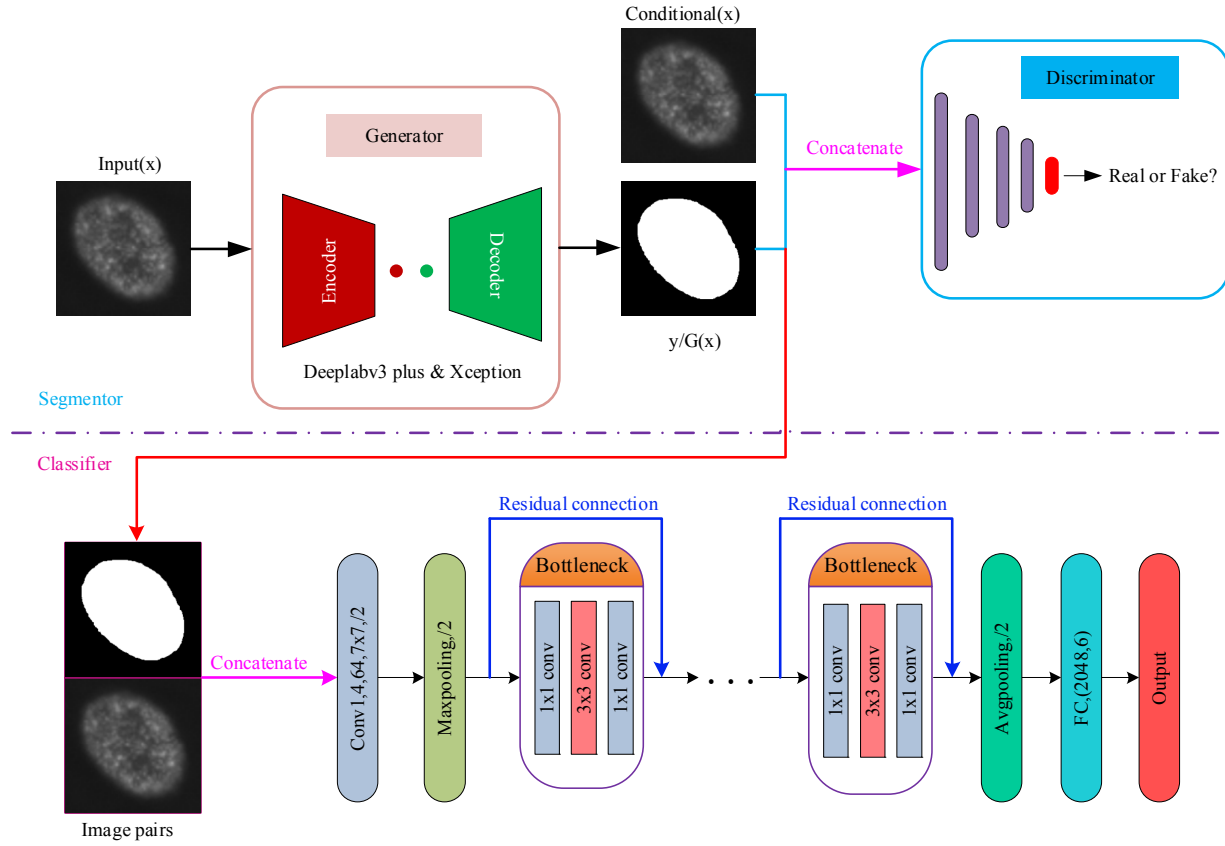 Conditional(x)
Discriminator
Generator
Concatenate
Input(x)
Real or Fake?
Encoder
Decoder
y/G(x)
Deeplabv3 plus & Xception
Segmentor
Classifier
Residual connection
Residual connection
Bottleneck
Bottleneck
Concatenate
Conv1,4,64,7x7,/2
Maxpooling,/2
1x1 conv
3x3 conv
1x1 conv
. . .
1x1 conv
3x3 conv
1x1 conv
Avgpooling,/2
FC,(2048,6)
Output
Image pairs